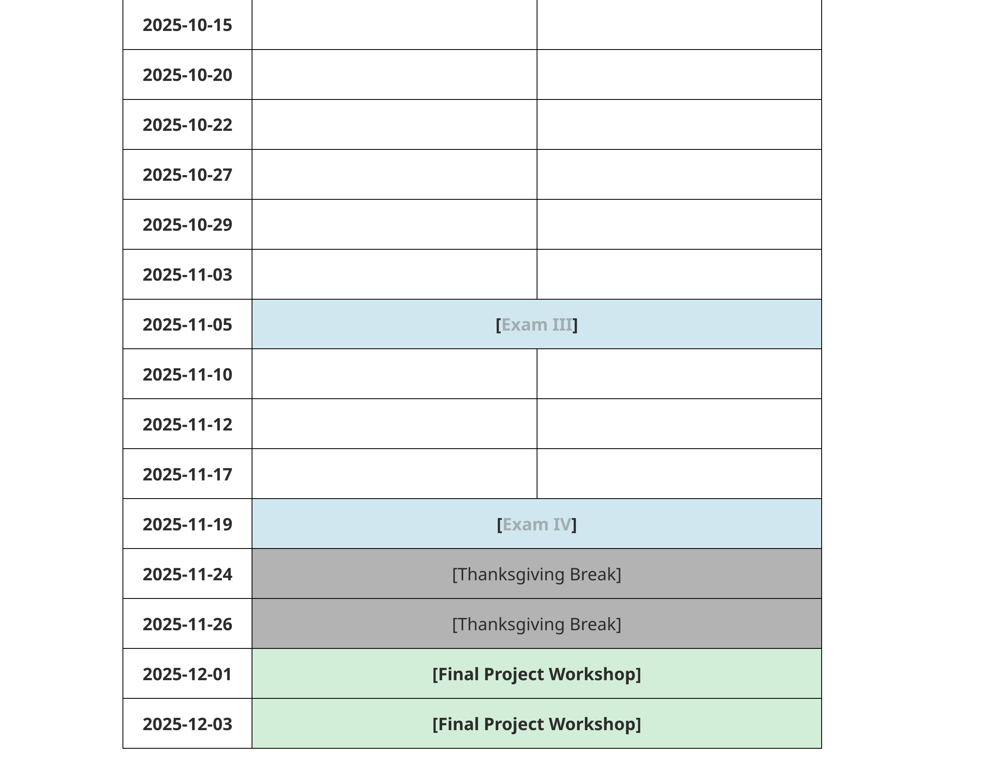 2025-10-15
2025-10-20
2025-10-22
2025-10-27
2025-10-29
2025-11-03
2025-11-05 [Exam III]
2025-11-10
2025-11-12
2025-11-17
2025-11-19 [Exam IV]
2025-11-24 [Thanksgiving Break]
2025-11-26 [Thanksgiving Break]
2025-12-01 [Final Project Workshop]
2025-12-03 [Final Project Workshop]